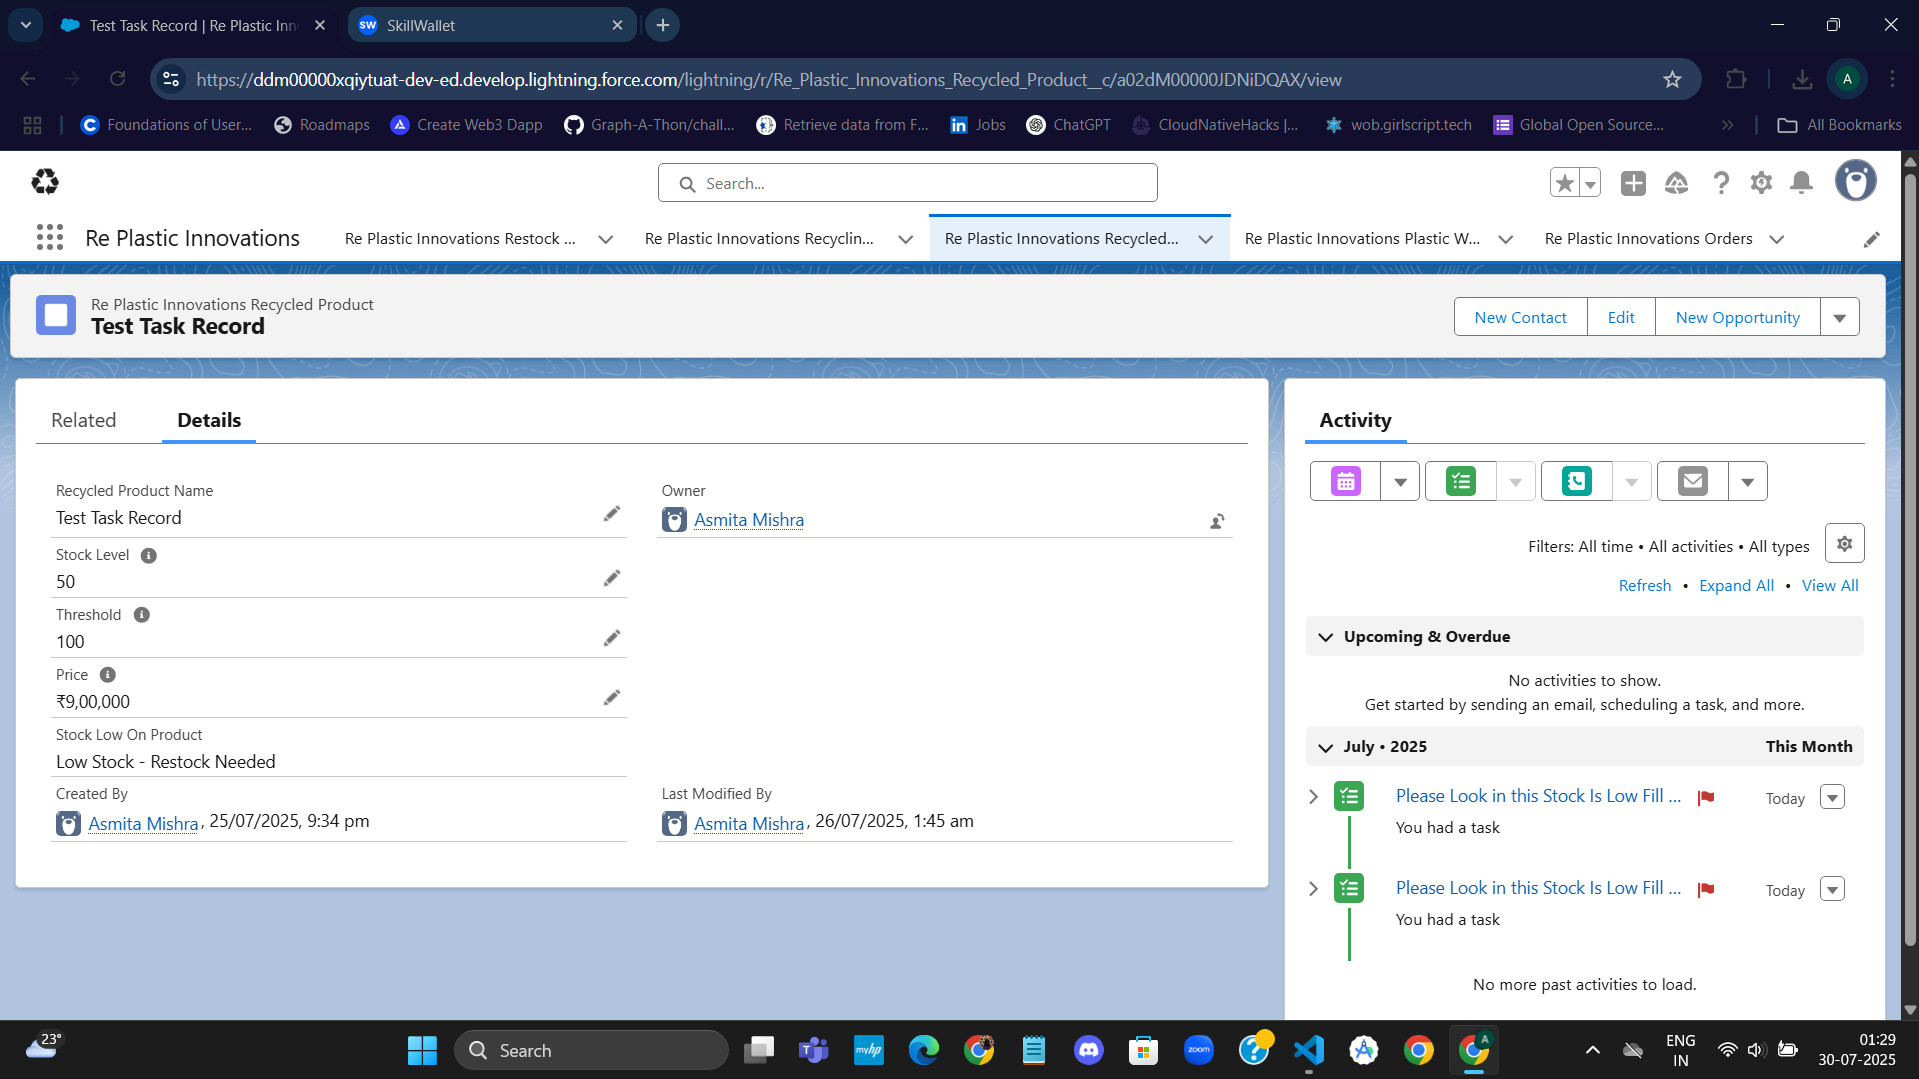 Test Task Record | Re Plastic Inn
SW SkillWallet
https://ddm00000xqiytuat-dev-ed.develop.lightning.force.com/lightning/r/Re_Plastic_Innovations_Recycled_Product__c/a02dM00000JDNiDQAX/view
A
Foundations of User... Roadmaps Create Web3 Dapp Graph-A-Thon/chall... Retrieve data from F... Jobs ChatGPT CloudNativeHacks |... wob.girlscript.tech Global Open Source... » All Bookmarks
Search...
Re Plastic Innovations Re Plastic Innovations Restock ... Re Plastic Innovations Recyclin... Re Plastic Innovations Recycled... Re Plastic Innovations Plastic W... Re Plastic Innovations Orders
Re Plastic Innovations Recycled Product
Test Task Record
New Contact Edit New Opportunity
Related Details
Recycled Product Name
Test Task Record
Owner
Asmita Mishra
Stock Level
50
Threshold
100
Price
₹9,00,000
Stock Low On Product
Low Stock - Restock Needed
Created By
Asmita Mishra, 25/07/2025, 9:34 pm
Last Modified By
Asmita Mishra, 26/07/2025, 1:45 am
Activity
Filters: All time • All activities • All types
Refresh • Expand All • View All
Upcoming & Overdue
No activities to show.
Get started by sending an email, scheduling a task, and more.
July • 2025 This Month
Please Look in this Stock Is Low Fill ... Today
You had a task
Please Look in this Stock Is Low Fill ... Today
You had a task
No more past activities to load.
23°
Search
myhp
zoom
A
ENG
IN
01:29
30-07-2025